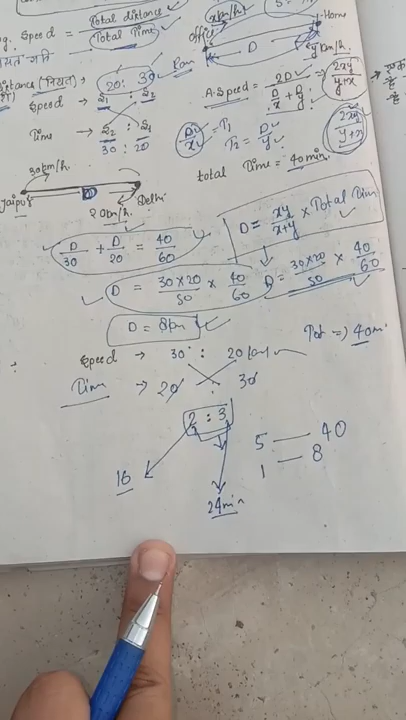 Total distance
Speed =
Total Time
x km/h
Office
Home
D
y km/h.
20 : 30
Speed → S1 : S2
Time → S2 : S1
30 : 20
A.Speed = 2D / (D/x + D/y) ⇒ 2xy / y+x
D/x = T1
T2 = D/y
2xy / y+x
total Time = 40min.
30km/h.
Jaipur
Delhi
20km/h.
D = xy / x+y × Total Time
D/30 + D/20 = 40/60
D = 30×20 / 50 × 40/60
D = 30×20 / 50 × 40/60
D = 8km
Speed → 30 : 20
Tot ⇒ 40m
Time → 20 30
2 : 3
5 — 40
1 — 8
16
24min